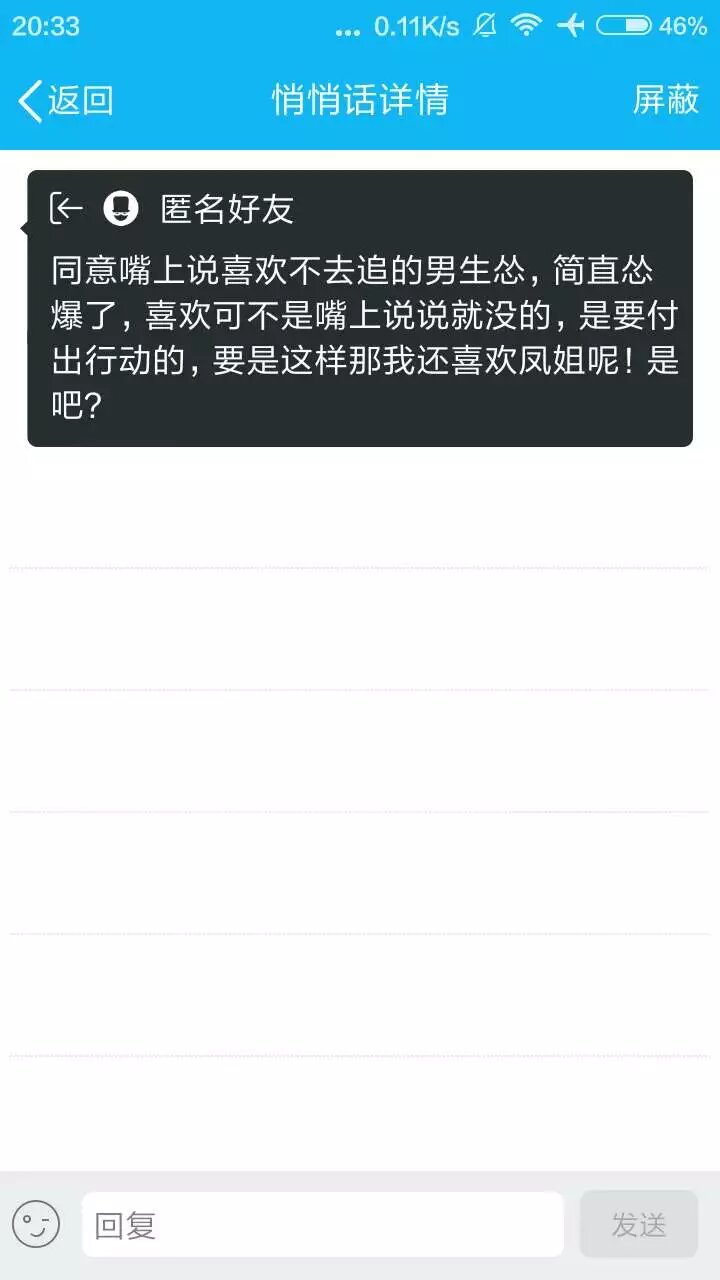 20:33 ... 0.11K/s 46%
返回 悄悄话详情 屏蔽
匿名好友
同意嘴上说喜欢不去追的男生怂，简直怂
爆了，喜欢可不是嘴上说说就没的，是要付
出行动的，要是这样那我还喜欢凤姐呢！是
吧？
回复 发送